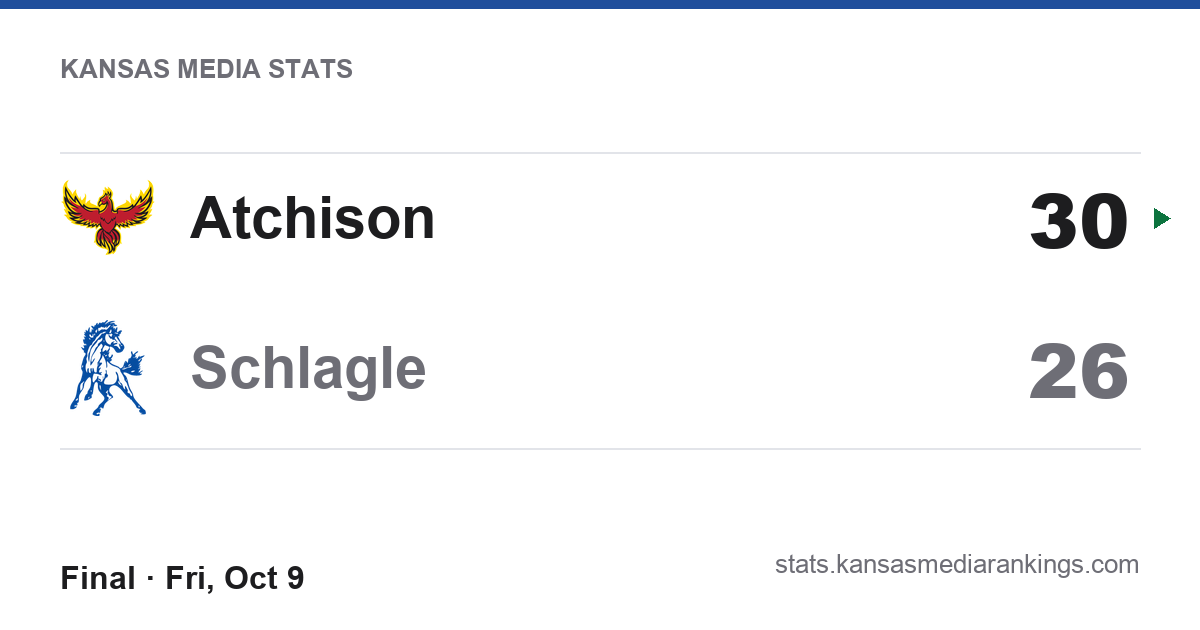 KANSAS MEDIA STATS
Atchison 30
Schlagle 26
Final · Fri, Oct 9
stats.kansasmediarankings.com